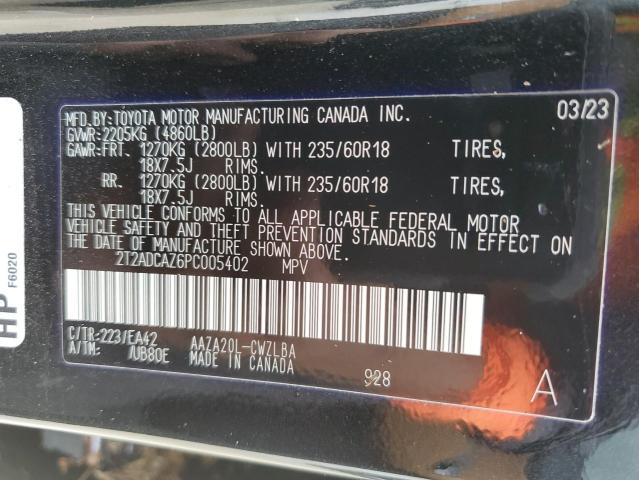 MFD.BY:TOYOTA MOTOR MANUFACTURING CANADA INC. 03/23
GVWR:2205KG (4860LB)
GAWR:FRT. 1270KG (2800LB) WITH 235/60R18 TIRES,
18X7.5J RIMS.
RR. 1270KG (2800LB) WITH 235/60R18 TIRES,
18X7.5J RIMS.
THIS VEHICLE CONFORMS TO ALL APPLICABLE FEDERAL MOTOR
VEHICLE SAFETY AND THEFT PREVENTION STANDARDS IN EFFECT ON
THE DATE OF MANUFACTURE SHOWN ABOVE.
2T2ADCAZ6PC005402 MPV
C/TR:223/EA42 AAZA20L-CWZLBA
A/TM: /UB80E MADE IN CANADA
928 A
HP F6020